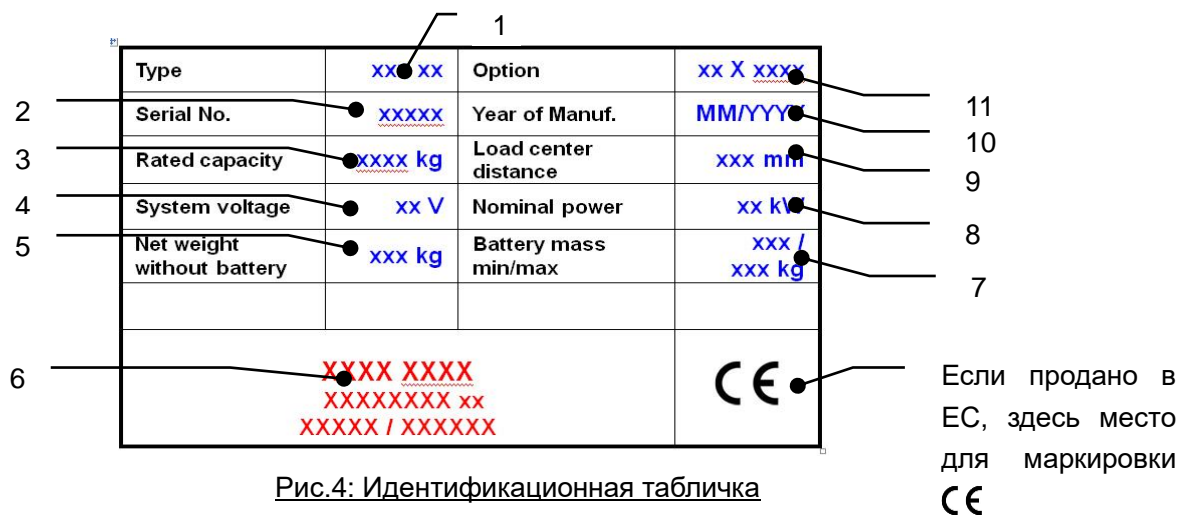 1
Type xxx xx Option xx X xxxx
2 Serial No. xxxxx Year of Manuf. MM/YYYY
11
10
3 Rated capacity xxxx kg Load center distance xxx mm
9
4 System voltage xx V Nominal power xx kW
8
5 Net weight without battery xxx kg Battery mass min/max xxx / xxx kg
7
6 XXXX XXXX
XXXXXXXX xx
XXXXX / XXXXXX
CE
Если продано в
ЕС, здесь место
для маркировки
CE
Рис.4: Идентификационная табличка